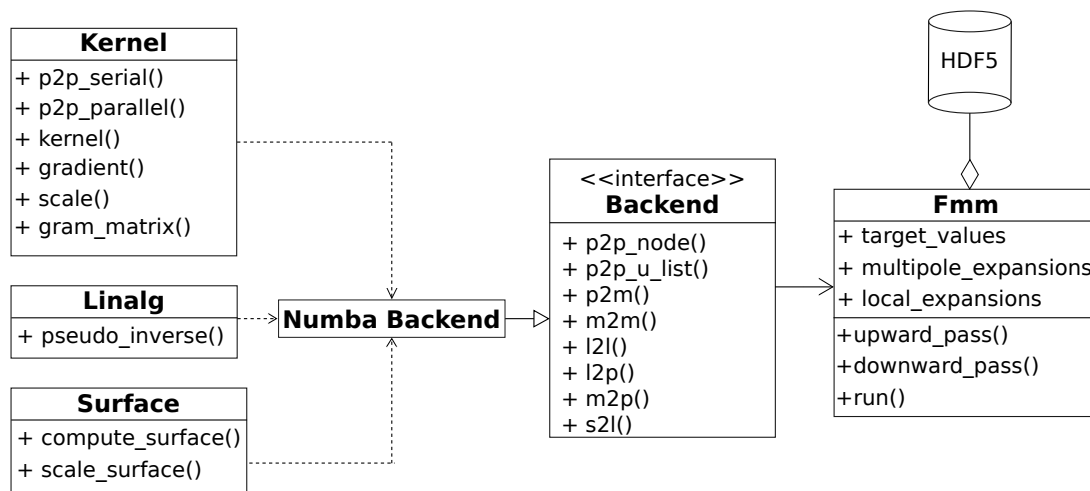 Kernel
+ p2p_serial()
+ p2p_parallel()
+ kernel()
+ gradient()
+ scale()
+ gram_matrix()
Linalg
+ pseudo_inverse()
Surface
+ compute_surface()
+ scale_surface()
Numba Backend
<<interface>>
Backend
+ p2p_node()
+ p2p_u_list()
+ p2m()
+ m2m()
+ l2l()
+ l2p()
+ m2p()
+ s2l()
HDF5
Fmm
+ target_values
+ multipole_expansions
+ local_expansions
+upward_pass()
+downward_pass()
+run()